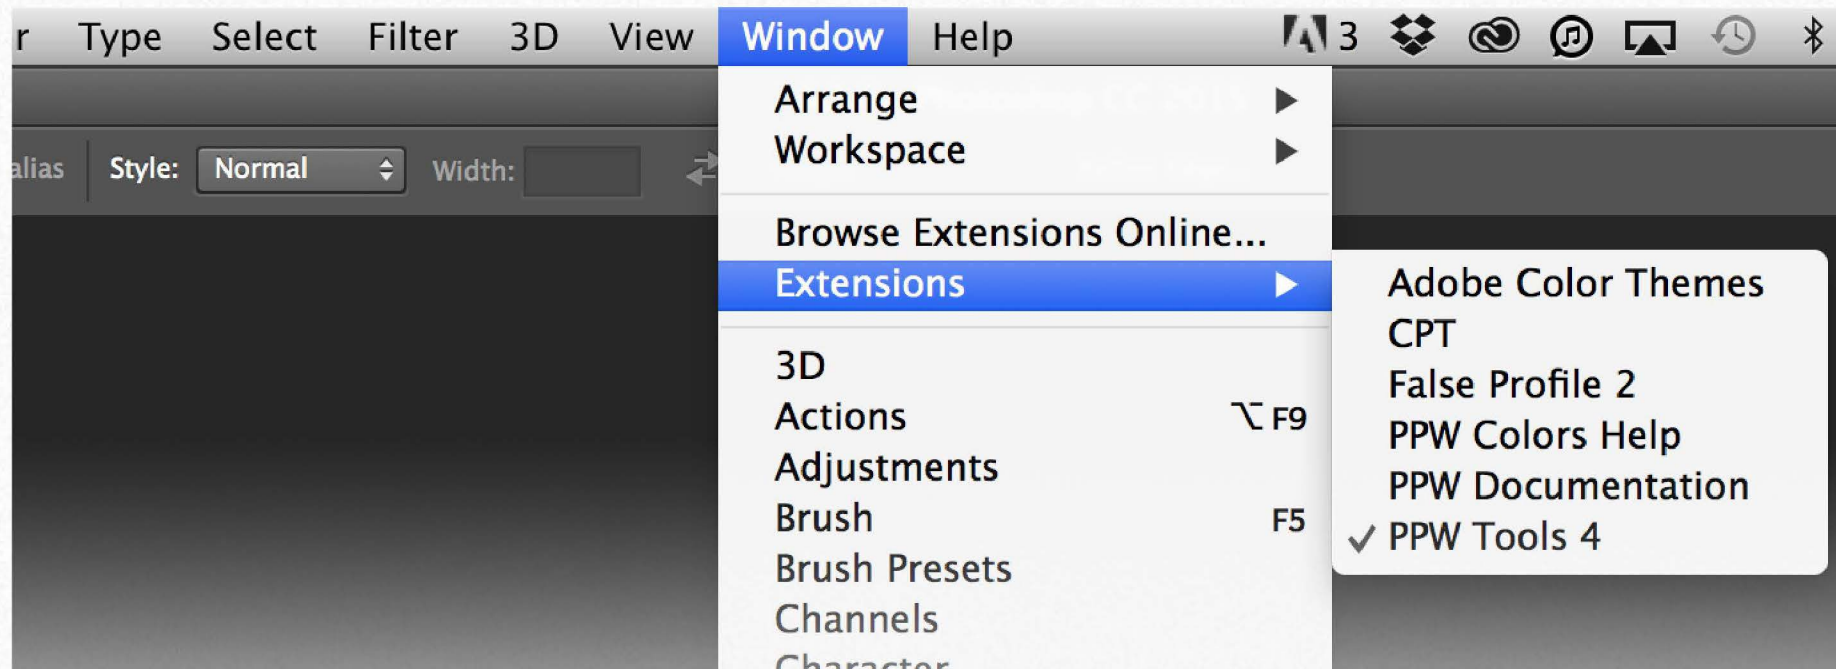 r Type Select Filter 3D View Window Help 3
alias Style: Normal Width:
Arrange
Workspace
Browse Extensions Online...
Extensions
3D
Actions ⌥ F9
Adjustments
Brush F5
Brush Presets
Channels
Character
Adobe Color Themes
CPT
False Profile 2
PPW Colors Help
PPW Documentation
✓ PPW Tools 4